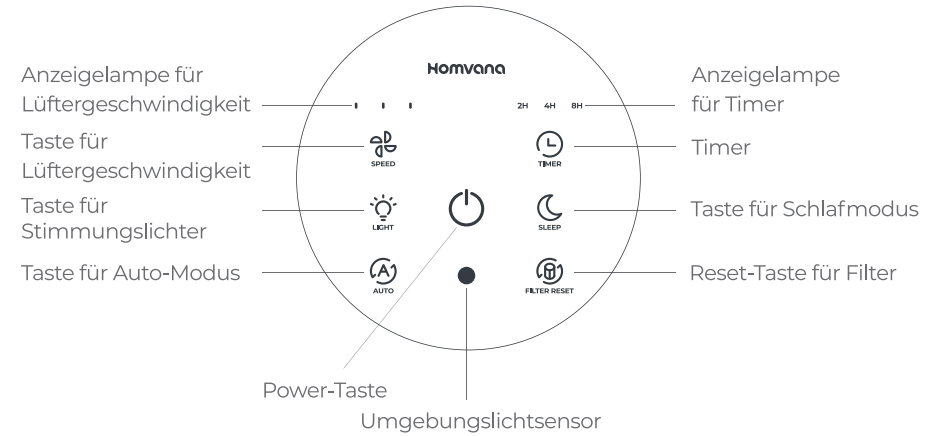 Homvana
Anzeigelampe für
Lüftergeschwindigkeit
2H 4H 8H
Anzeigelampe
für Timer
Taste für
Lüftergeschwindigkeit
SPEED
TIMER
Timer
Taste für
Stimmungslichter
LIGHT
SLEEP
Taste für Schlafmodus
Taste für Auto-Modus
A
AUTO
FILTER RESET
Reset-Taste für Filter
Power-Taste
Umgebungslichtsensor